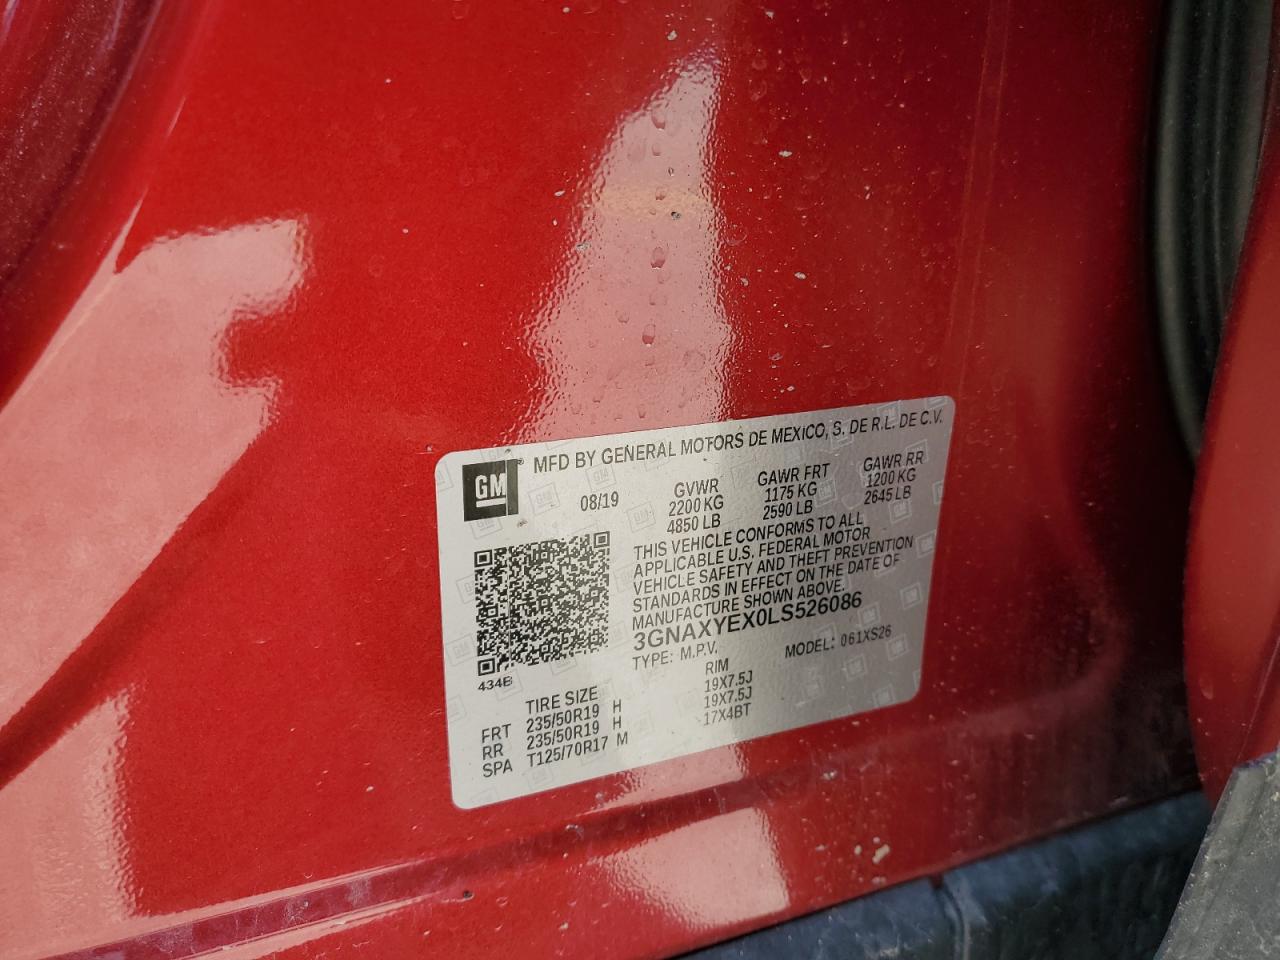 GM
MFD BY GENERAL MOTORS DE MEXICO, S. DE R.L. DE C.V.
08/19
GVWR
2200 KG
4850 LB
GAWR FRT
1175 KG
2590 LB
GAWR RR
1200 KG
2645 LB
THIS VEHICLE CONFORMS TO ALL
APPLICABLE U.S. FEDERAL MOTOR
VEHICLE SAFETY AND THEFT PREVENTION
STANDARDS IN EFFECT ON THE DATE OF
MANUFACTURE SHOWN ABOVE.
3GNAXYEX0LS526086
TYPE: M.P.V. MODEL: 061XS26
434B
TIRE SIZE RIM
FRT 235/50R19 H 19X7.5J
RR 235/50R19 H 19X7.5J
SPA T125/70R17 M 17X4BT